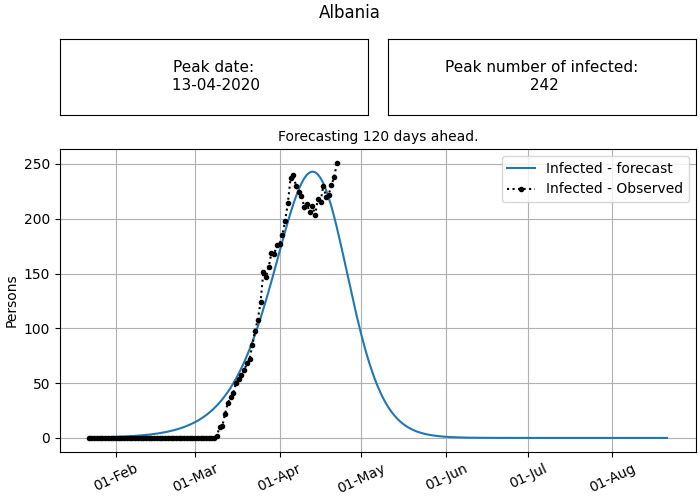 Albania
Peak date:
13-04-2020
Peak number of infected:
242
Forecasting 120 days ahead.
Infected - forecast
Infected - Observed
Persons
250
200
150
100
50
0
01-Feb
01-Mar
01-Apr
01-May
01-Jun
01-Jul
01-Aug